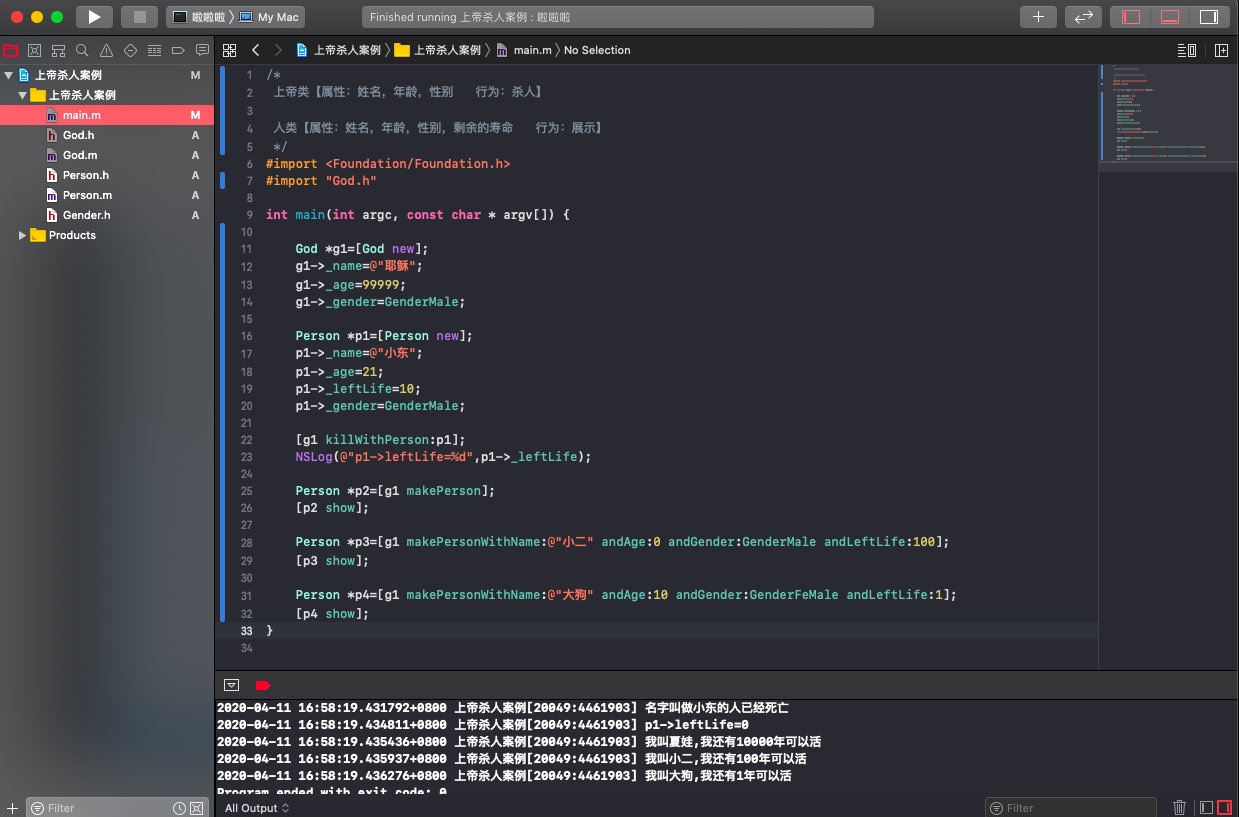 啦啦啦 〉 My Mac
Finished running 上帝杀人案例 : 啦啦啦
上帝杀人案例 〉 上帝杀人案例 〉 main.m 〉 No Selection
上帝杀人案例 M
上帝杀人案例
main.m M
God.h A
God.m A
Person.h A
Person.m A
Gender.h A
Products
Filter
1 /*
2 上帝类【属性：姓名，年龄，性别 行为：杀人】
3
4 人类【属性：姓名，年龄，性别，剩余的寿命 行为：展示】
5 */
6 #import <Foundation/Foundation.h>
7 #import "God.h"
8
9 int main(int argc, const char * argv[]) {
10
11 God *g1=[God new];
12 g1->_name=@"耶稣";
13 g1->_age=99999;
14 g1->_gender=GenderMale;
15
16 Person *p1=[Person new];
17 p1->_name=@"小东";
18 p1->_age=21;
19 p1->_leftLife=10;
20 p1->_gender=GenderMale;
21
22 [g1 killWithPerson:p1];
23 NSLog(@"p1->leftLife=%d",p1->_leftLife);
24
25 Person *p2=[g1 makePerson];
26 [p2 show];
27
28 Person *p3=[g1 makePersonWithName:@"小二" andAge:0 andGender:GenderMale andLeftLife:100];
29 [p3 show];
30
31 Person *p4=[g1 makePersonWithName:@"大狗" andAge:10 andGender:GenderFeMale andLeftLife:1];
32 [p4 show];
33 }
34
2020-04-11 16:58:19.431792+0800 上帝杀人案例[20049:4461903] 名字叫做小东的人已经死亡
2020-04-11 16:58:19.434811+0800 上帝杀人案例[20049:4461903] p1->leftLife=0
2020-04-11 16:58:19.435436+0800 上帝杀人案例[20049:4461903] 我叫夏娃,我还有10000年可以活
2020-04-11 16:58:19.435937+0800 上帝杀人案例[20049:4461903] 我叫小二,我还有100年可以活
2020-04-11 16:58:19.436276+0800 上帝杀人案例[20049:4461903] 我叫大狗,我还有1年可以活
Program ended with exit code: 0
All Output
Filter